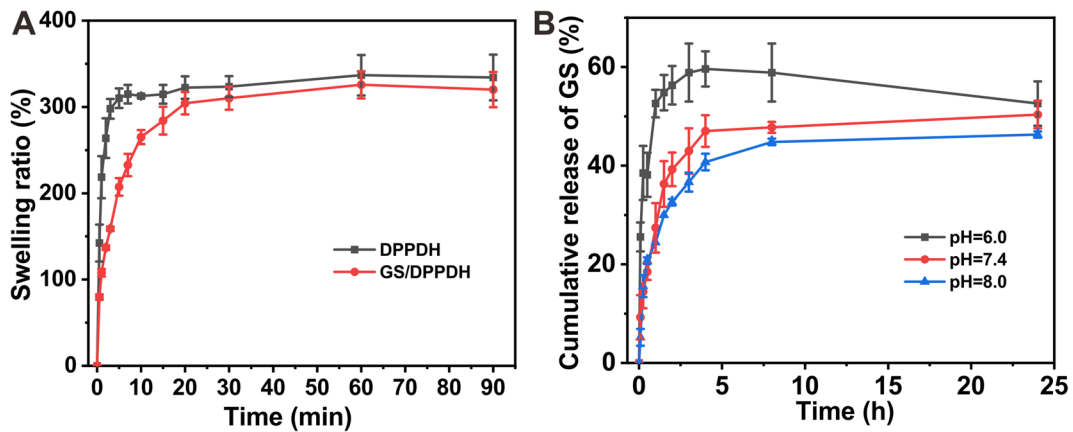 A
Swelling ratio (%)
400
300
200
100
0
DPPDH
GS/DPPDH
0 10 20 30 40 50 60 70 80 90
Time (min)
B
Cumulative release of GS (%)
60
40
20
0
pH=6.0
pH=7.4
pH=8.0
0 5 10 15 20 25
Time (h)